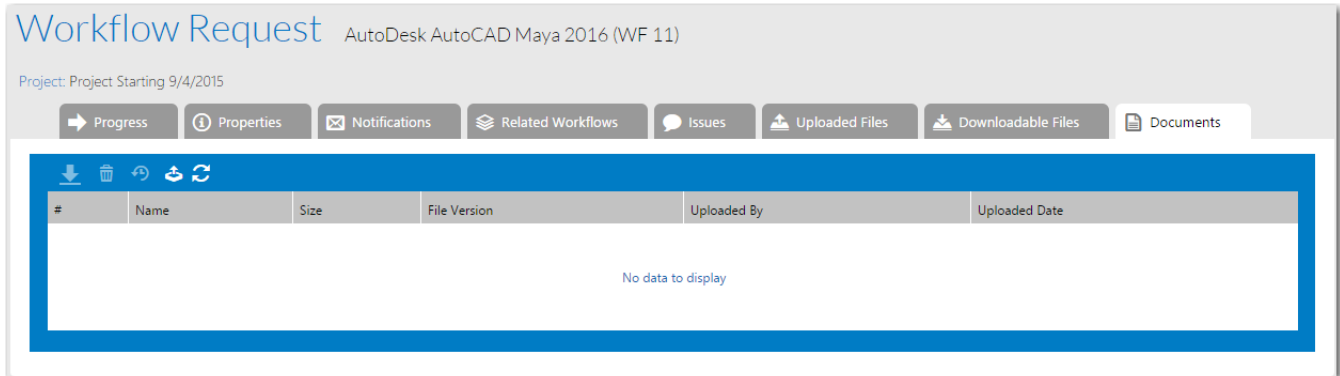 Workflow Request AutoDesk AutoCAD Maya 2016 (WF 11)
Project: Project Starting 9/4/2015
Progress Properties Notifications Related Workflows Issues Uploaded Files Downloadable Files Documents
# Name Size File Version Uploaded By Uploaded Date
No data to display